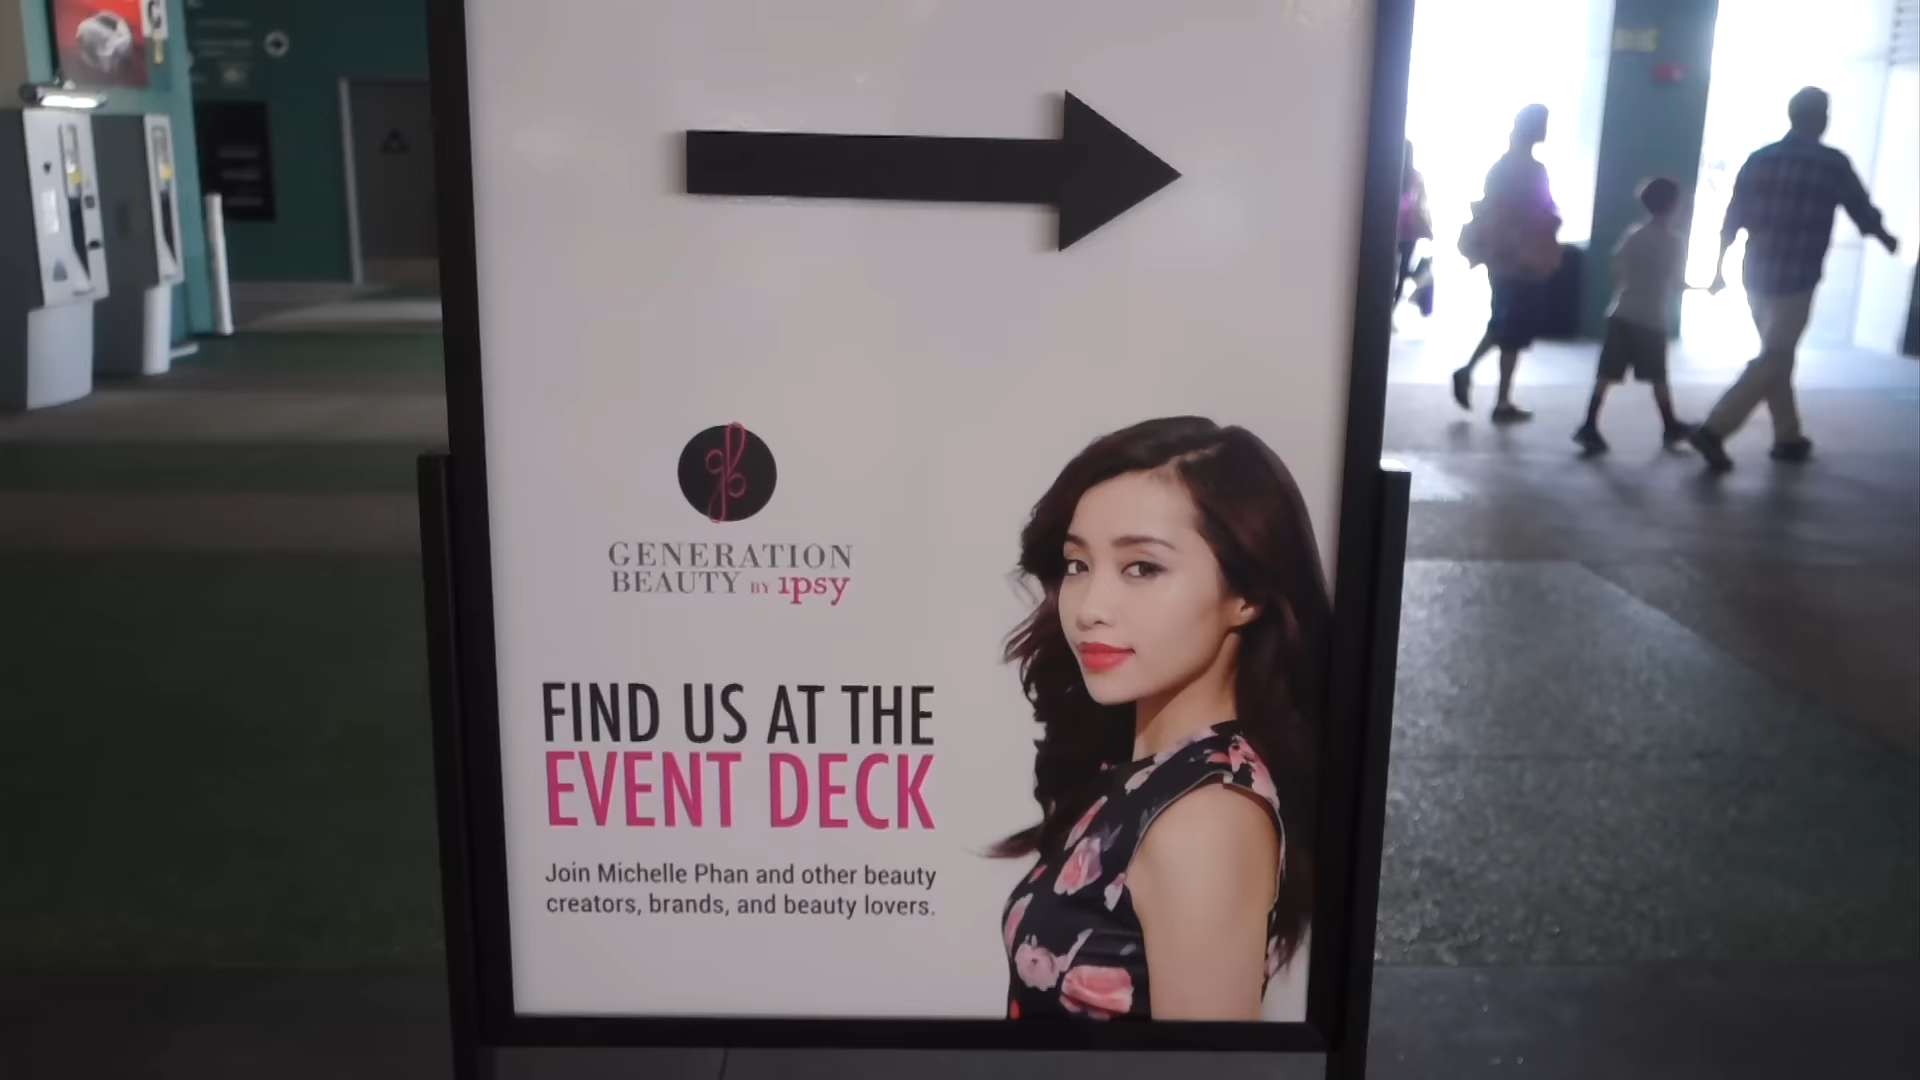 GENERATION
BEAUTY BY ipsy
FIND US AT THE
EVENT DECK
Join Michelle Phan and other beauty
creators, brands, and beauty lovers.